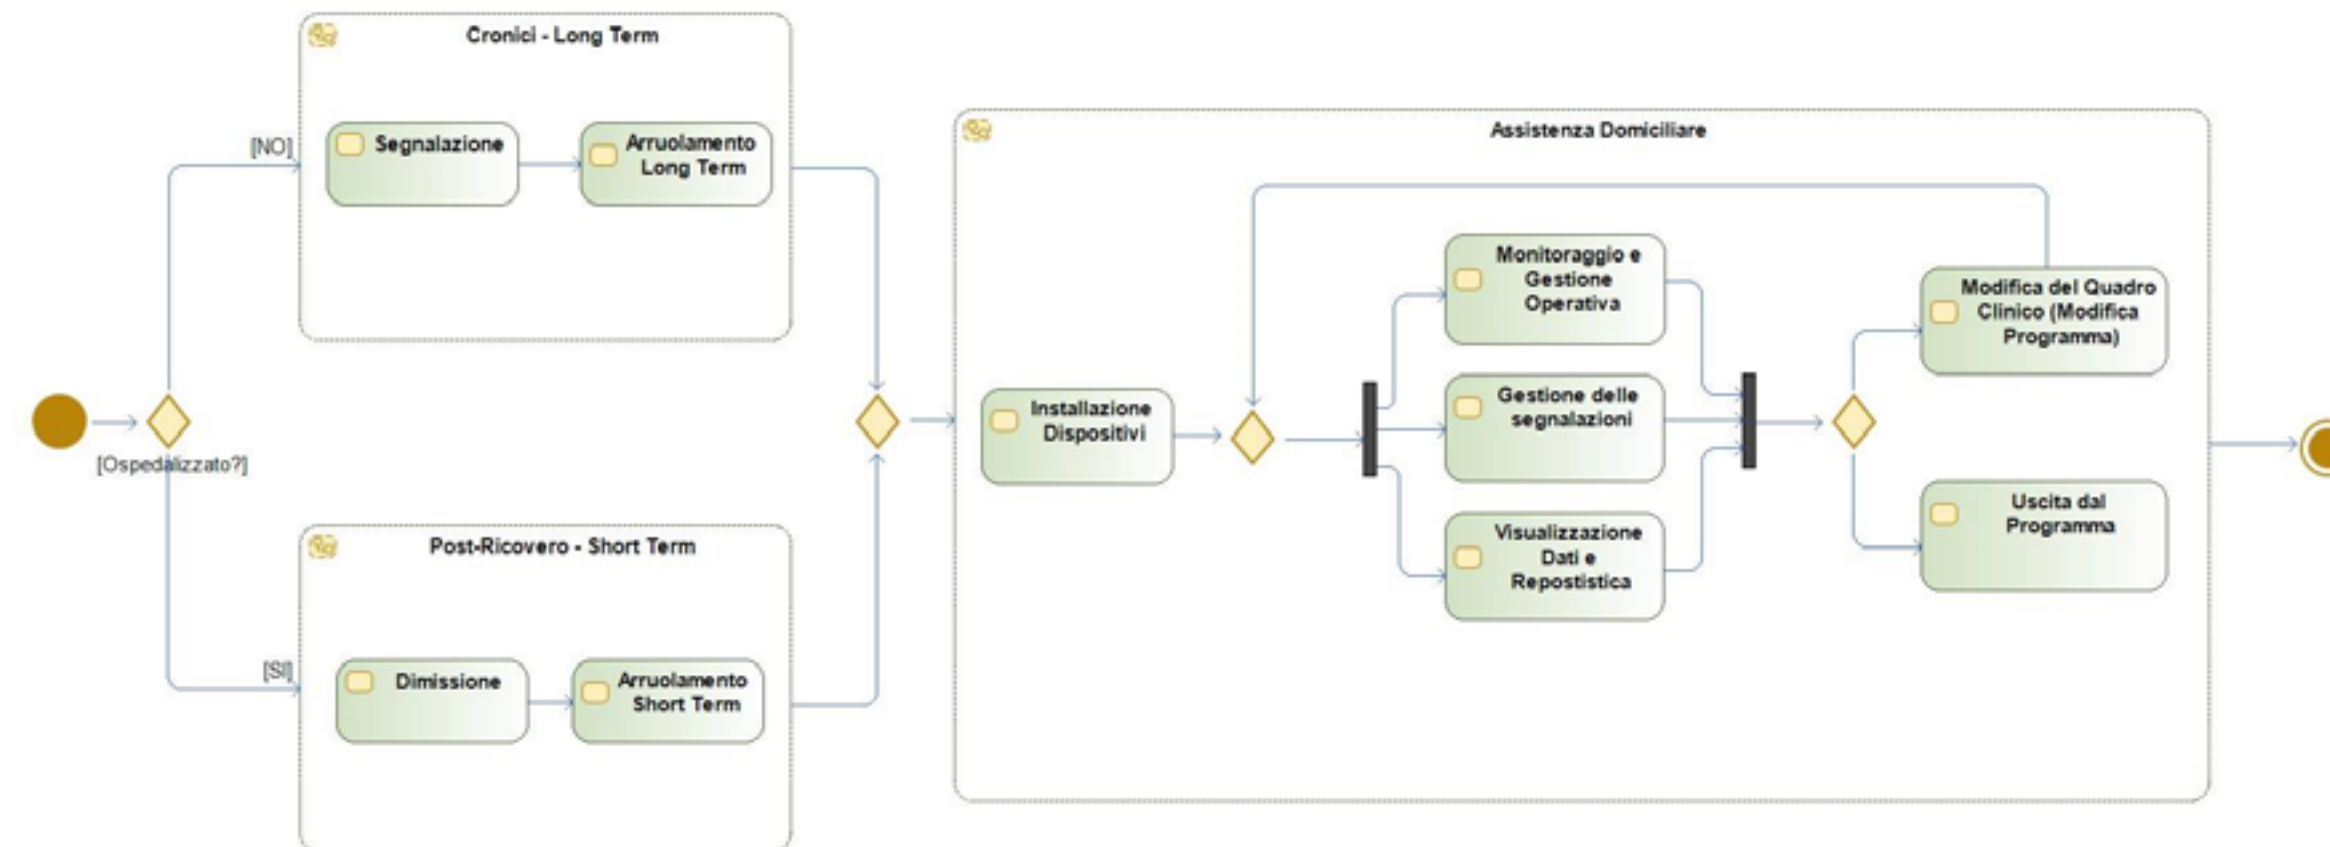 Cronici - Long Term
[NO]
Segnalazione
Arruolamento
Long Term
[Ospedalizzato?]
[SI]
Post-Ricovero - Short Term
Dimissione
Arruolamento
Short Term
Assistenza Domiciliare
Installazione
Dispositivi
Monitoraggio e
Gestione
Operativa
Gestione delle
segnalazioni
Visualizzazione
Dati e
Repostistica
Modifica del Quadro
Clinico (Modifica
Programma)
Uscita dal
Programma